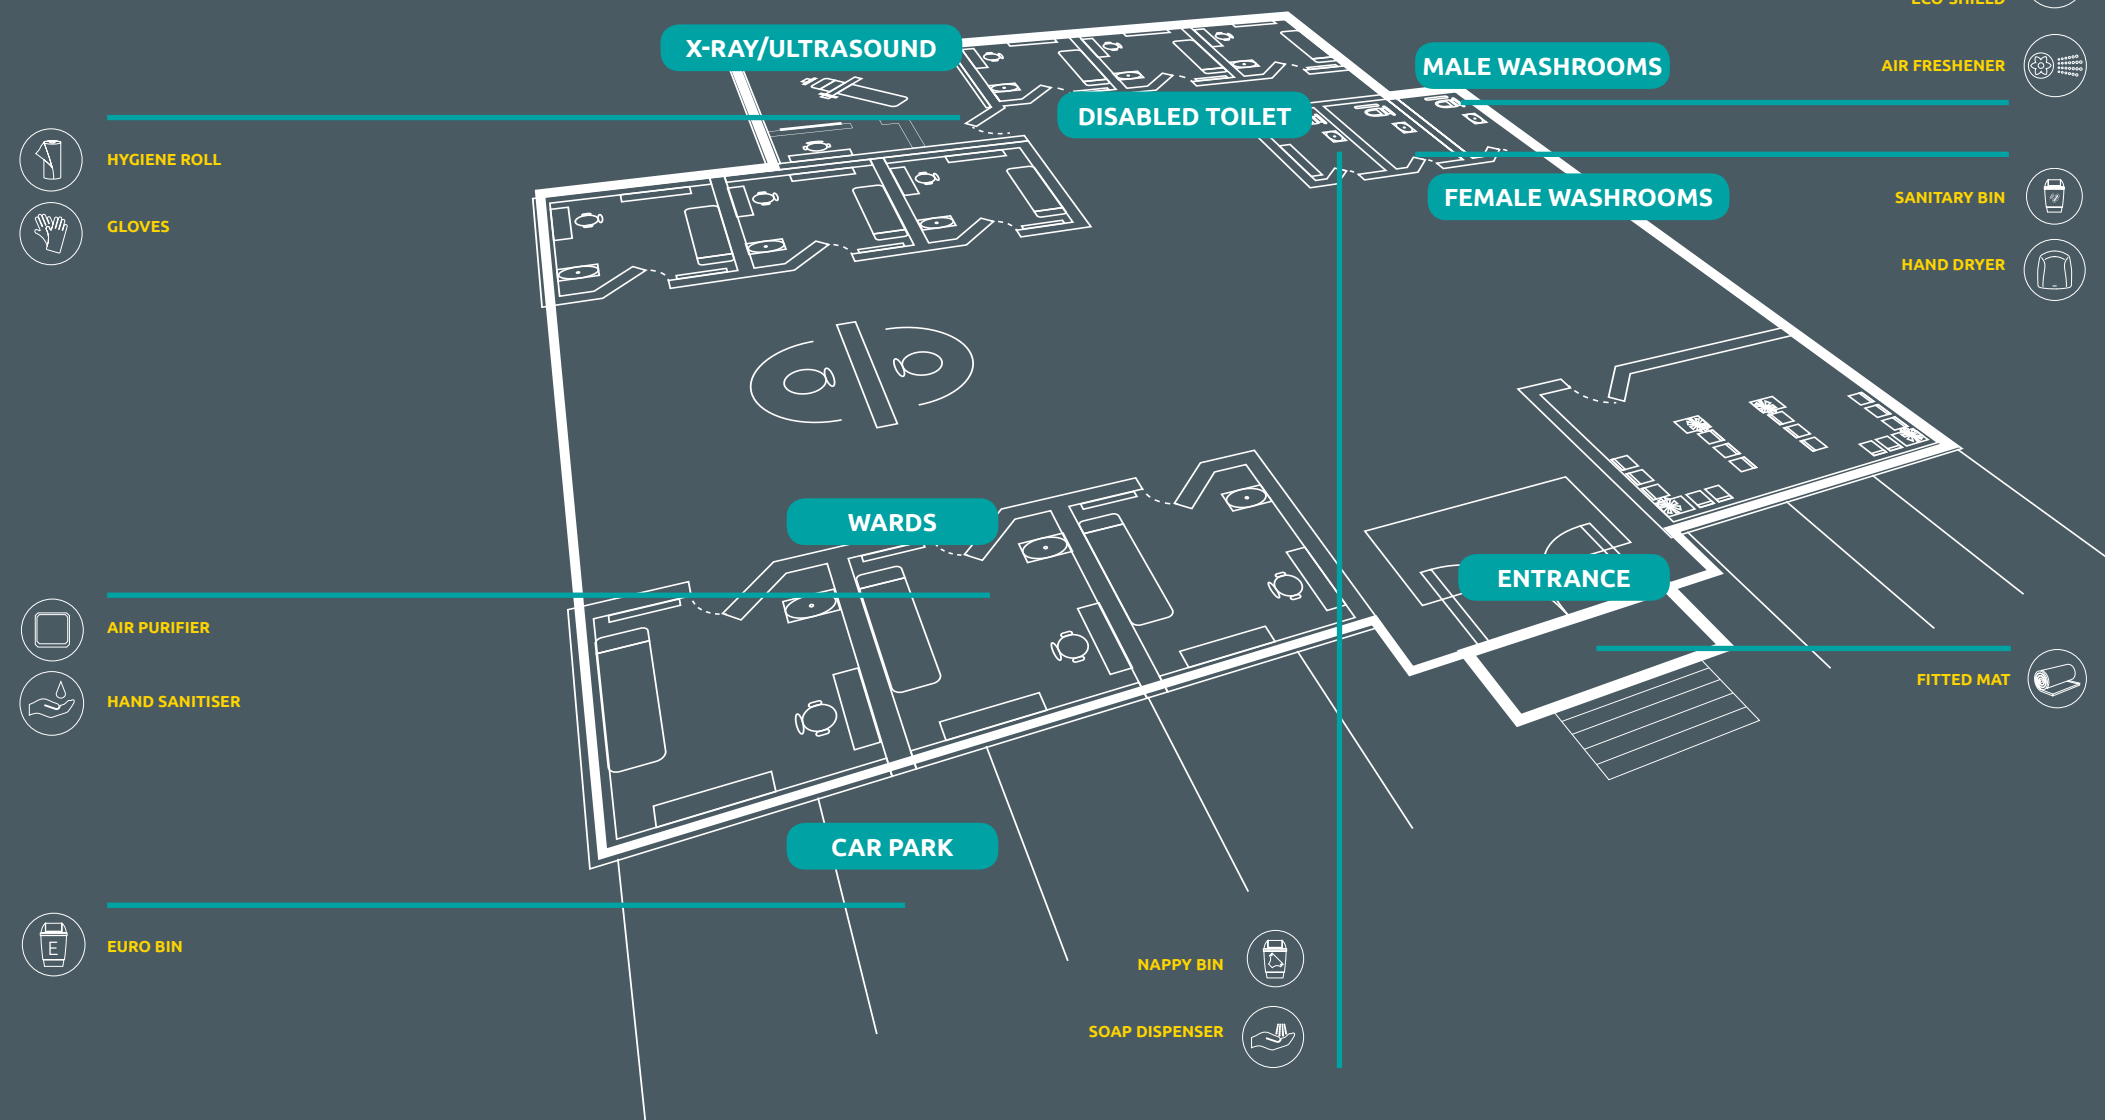 ECO SHIELD
X-RAY/ULTRASOUND
MALE WASHROOMS
AIR FRESHENER
DISABLED TOILET
HYGIENE ROLL
GLOVES
FEMALE WASHROOMS
SANITARY BIN
HAND DRYER
WARDS
ENTRANCE
AIR PURIFIER
HAND SANITISER
FITTED MAT
CAR PARK
E
EURO BIN
NAPPY BIN
SOAP DISPENSER